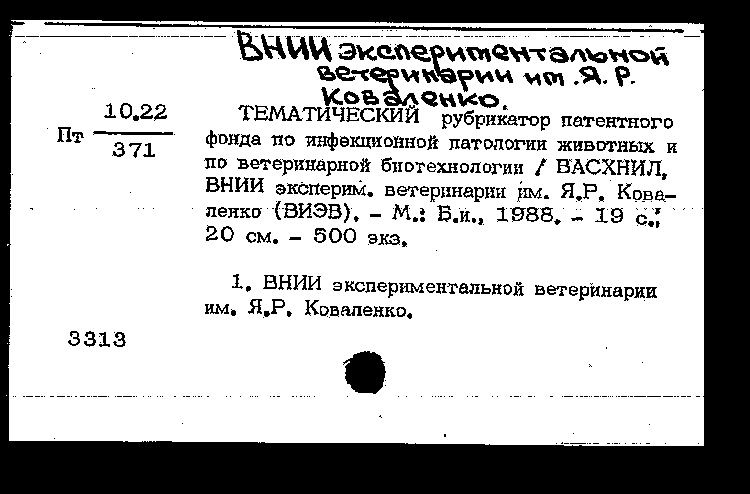 ВНИИ экспериментальной
ветеринарии им. Я. Р.
Коваленко.
10.22
Пт
371
ТЕМАТИЧЕСКИЙ рубрикатор патентного
фонда по инфекционной патологии животных и
по ветеринарной биотехнологии / ВАСХНИЛ,
ВНИИ эксперим. ветеринарии им. Я.Р. Кова-
ленко (ВИЭВ). - М.: Б.и., 1988. - 19 с.;
20 см. - 500 экз.
1. ВНИИ экспериментальной ветеринарии
им. Я.Р. Коваленко.
3313